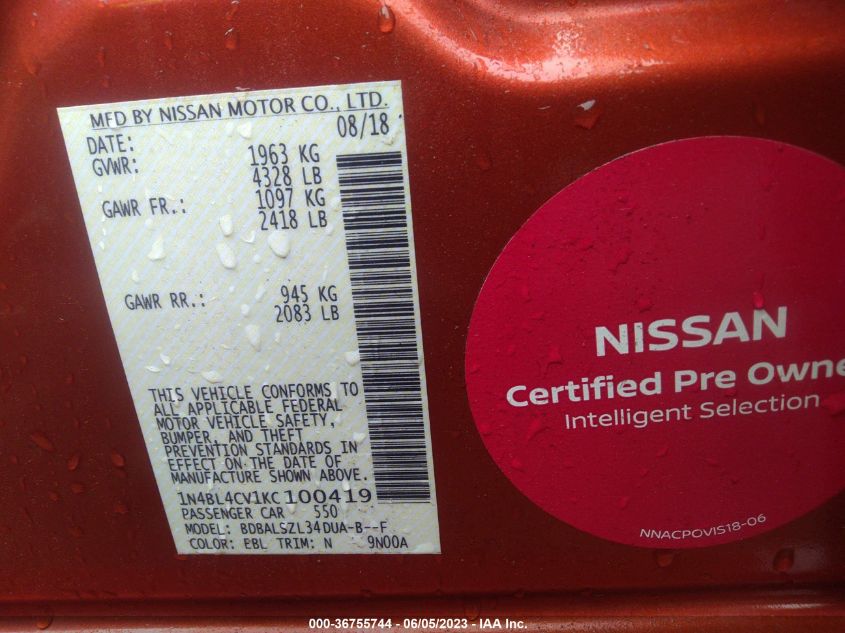 MFD BY NISSAN MOTOR CO., LTD.
DATE: 08/18
GVWR: 1963 KG
4328 LB
GAWR FR.: 1097 KG
2418 LB
GAWR RR.: 945 KG
2083 LB
THIS VEHICLE CONFORMS TO
ALL APPLICABLE FEDERAL
MOTOR VEHICLE SAFETY,
BUMPER, AND THEFT
PREVENTION STANDARDS IN
EFFECT ON THE DATE OF
MANUFACTURE SHOWN ABOVE.
1N4BL4CV1KC100419
PASSENGER CAR 550
MODEL: BDBALSZL34DUA-B--F
COLOR: EBL TRIM: N 9N00A
NISSAN
Certified Pre Owne
Intelligent Selection
NNACPOVIS18-06
000-36755744 - 06/05/2023 - IAA Inc.